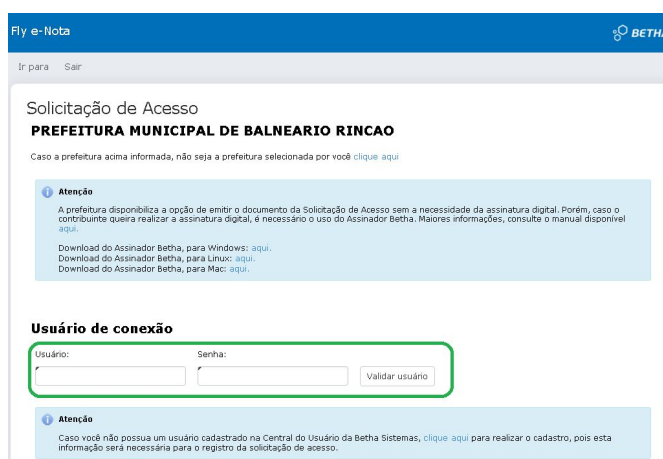 Fly e-Nota
BETHA
Ir para Sair
Solicitação de Acesso
PREFEITURA MUNICIPAL DE BALNEARIO RINCAO
Caso a prefeitura acima informada, não seja a prefeitura selecionada por você clique aqui
Atenção
A prefeitura disponibiliza a opção de emitir o documento da Solicitação de Acesso sem a necessidade da assinatura digital. Porém, caso o
contribuinte queira realizar a assinatura digital, é necessário o uso do Assinador Betha. Maiores informações, consulte o manual disponível
aqui.
Download do Assinador Betha, para Windows: aqui.
Download do Assinador Betha, para Linux: aqui.
Download do Assinador Betha, para Mac: aqui.
Usuário de conexão
Usuário: Senha:
Validar usuário
Atenção
Caso você não possua um usuário cadastrado na Central do Usuário da Betha Sistemas, clique aqui para realizar o cadastro, pois esta
informação será necessária para o registro da solicitação de acesso.